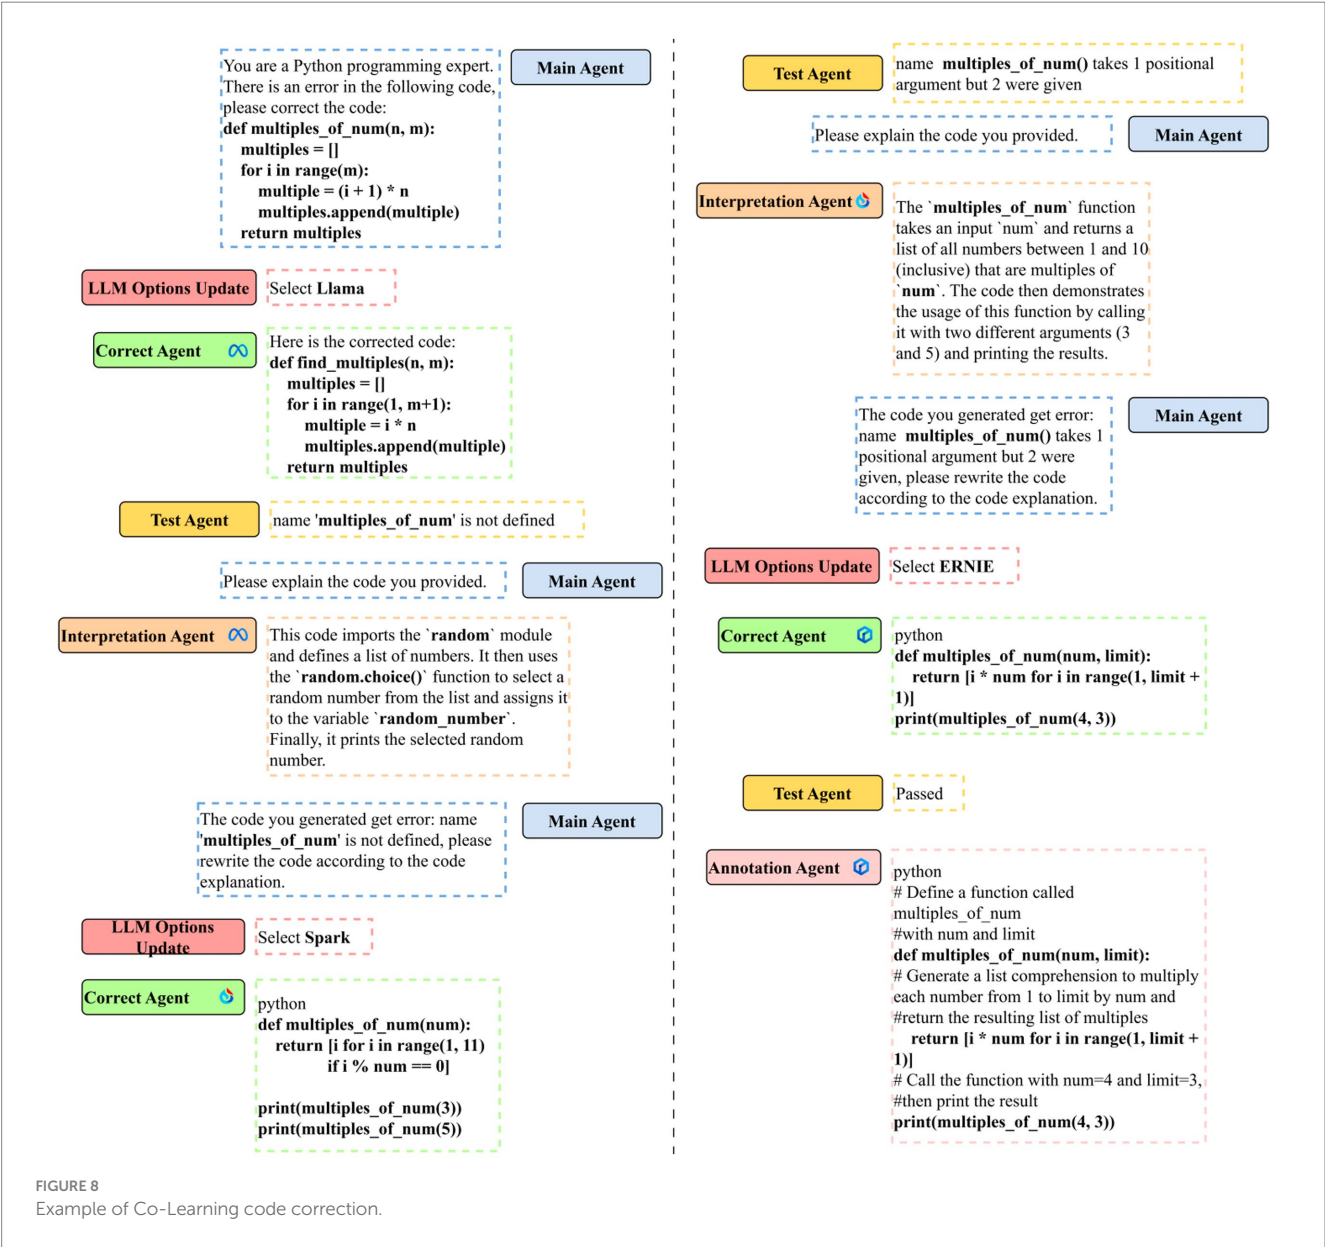 You are a Python programming expert.
There is an error in the following code,
please correct the code:
def multiples_of_num(n, m):
    multiples = []
    for i in range(m):
        multiple = (i + 1) * n
        multiples.append(multiple)
    return multiples
Main Agent
LLM Options Update
Select Llama
Correct Agent
Here is the corrected code:
def find_multiples(n, m):
    multiples = []
    for i in range(1, m+1):
        multiple = i * n
        multiples.append(multiple)
    return multiples
Test Agent
name 'multiples_of_num' is not defined
Please explain the code you provided.
Main Agent
Interpretation Agent
This code imports the `random` module
and defines a list of numbers. It then uses
the `random.choice()` function to select a
random number from the list and assigns it
to the variable `random_number`.
Finally, it prints the selected random
number.
The code you generated get error: name
'multiples_of_num' is not defined, please
rewrite the code according to the code
explanation.
Main Agent
LLM Options
Update
Select Spark
Correct Agent
python
def multiples_of_num(num):
    return [i for i in range(1, 11)
            if i % num == 0]
print(multiples_of_num(3))
print(multiples_of_num(5))
Test Agent
name multiples_of_num() takes 1 positional
argument but 2 were given
Please explain the code you provided.
Main Agent
Interpretation Agent
The `multiples_of_num` function
takes an input `num` and returns a
list of all numbers between 1 and 10
(inclusive) that are multiples of
`num`. The code then demonstrates
the usage of this function by calling
it with two different arguments (3
and 5) and printing the results.
The code you generated get error:
name multiples_of_num() takes 1
positional argument but 2 were
given, please rewrite the code
according to the code explanation.
Main Agent
LLM Options Update
Select ERNIE
Correct Agent
python
def multiples_of_num(num, limit):
    return [i * num for i in range(1, limit +
1)]
print(multiples_of_num(4, 3))
Test Agent
Passed
Annotation Agent
python
# Define a function called
multiples_of_num
#with num and limit
def multiples_of_num(num, limit):
# Generate a list comprehension to multiply
each number from 1 to limit by num and
#return the resulting list of multiples
    return [i * num for i in range(1, limit +
1)]
# Call the function with num=4 and limit=3,
#then print the result
print(multiples_of_num(4, 3))
FIGURE 8
Example of Co-Learning code correction.